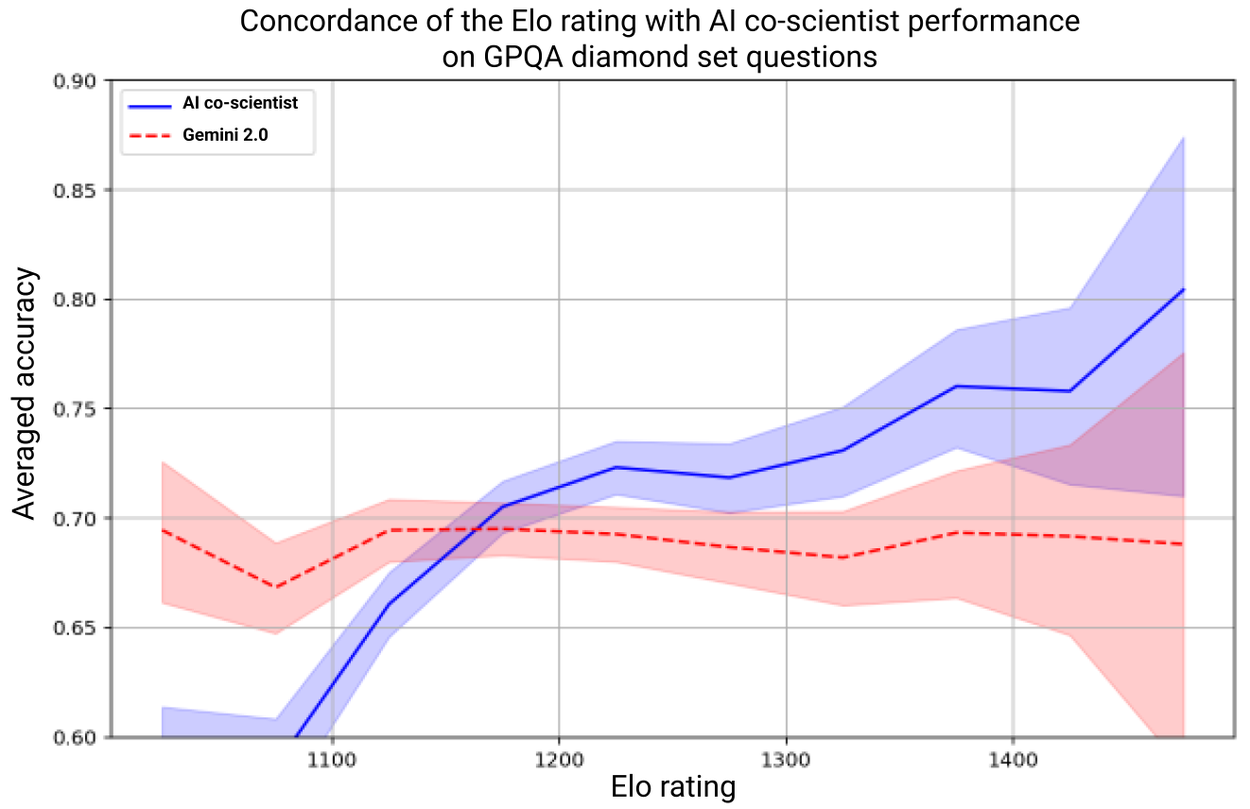 Concordance of the Elo rating with AI co-scientist performance
on GPQA diamond set questions
AI co-scientist
Gemini 2.0
Averaged accuracy
0.90
0.85
0.80
0.75
0.70
0.65
0.60
1100 1200 1300 1400
Elo rating